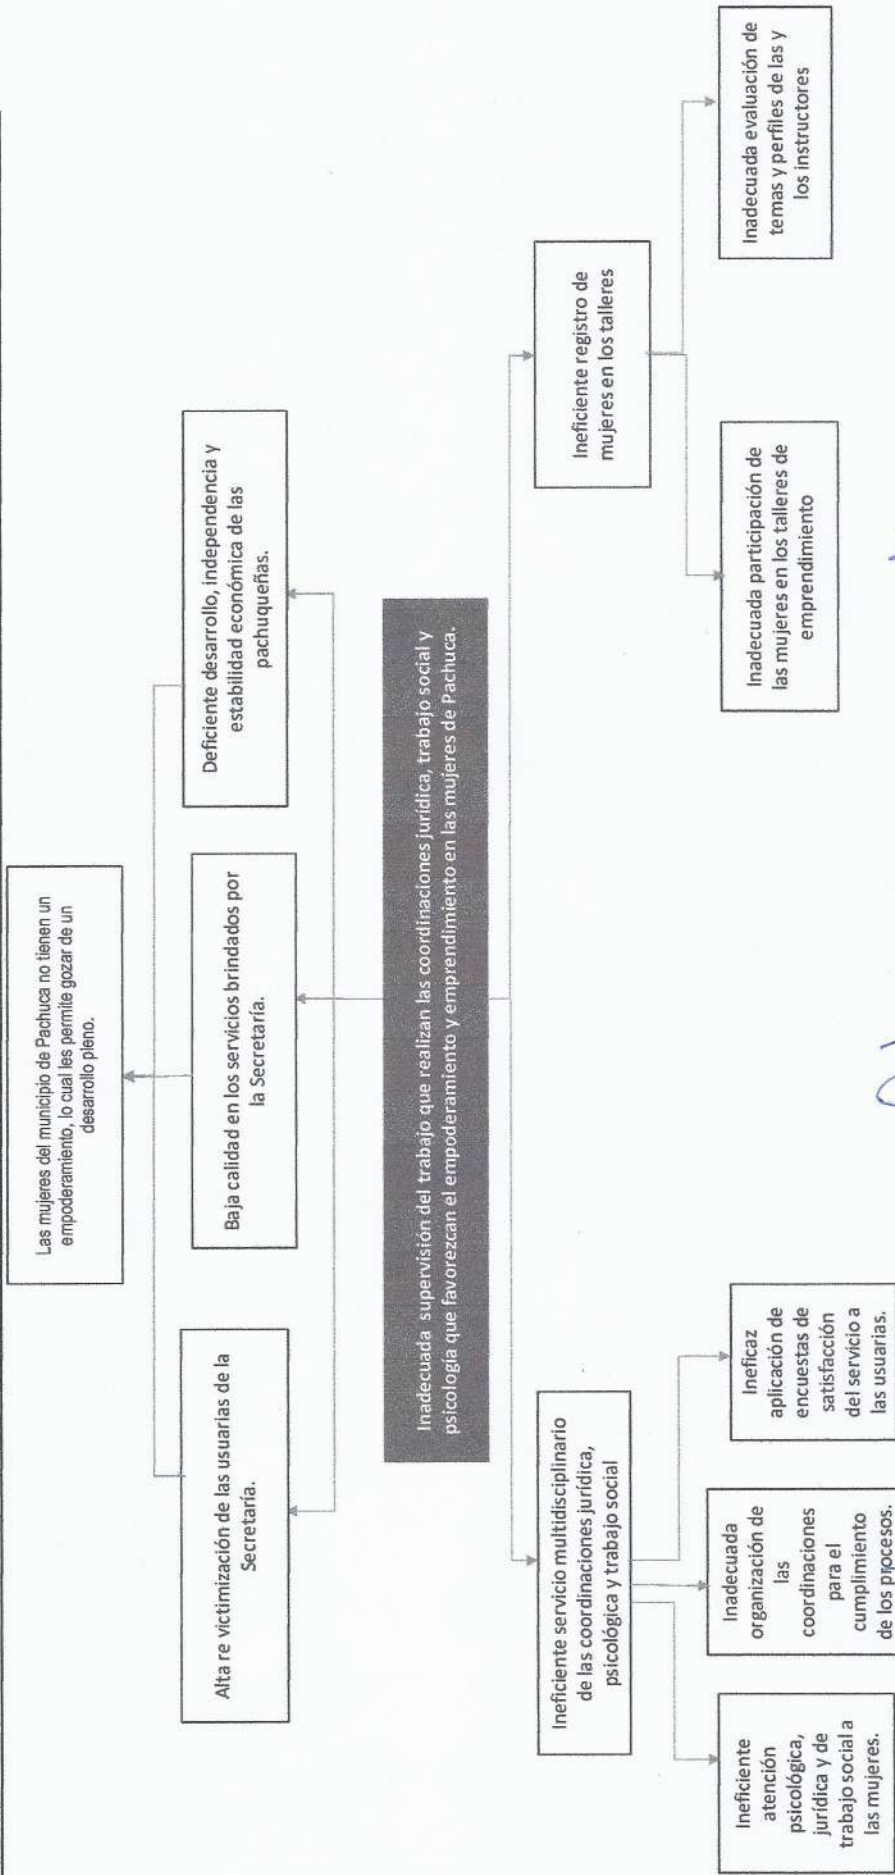 Las mujeres del municipio de Pachuca no tienen un
empoderamiento, lo cual les permite gozar de un
desarrollo pleno.
Alta re victimización de las usuarias de la
Secretaría.
Baja calidad en los servicios brindados por
la Secretaría.
Deficiente desarrollo, independencia y
estabilidad económica de las
pachuqueñas.
Inadecuada supervisión del trabajo que realizan las coordinaciones jurídica, trabajo social y
psicología que favorezcan el empoderamiento y emprendimiento en las mujeres de Pachuca.
Ineficiente servicio multidisciplinario
de las coordinaciones jurídica,
psicológica y trabajo social
Ineficiente registro de
mujeres en los talleres
Ineficiente
atención
psicológica,
jurídica y de
trabajo social a
las mujeres.
Inadecuada
organización de
las
coordinaciones
para el
cumplimiento
de los procesos.
Ineficaz
aplicación de
encuestas de
satisfacción
del servicio a
las usuarias.
Inadecuada participación de
las mujeres en los talleres de
emprendimiento
Inadecuada evaluación de
temas y perfiles de las y
los instructores